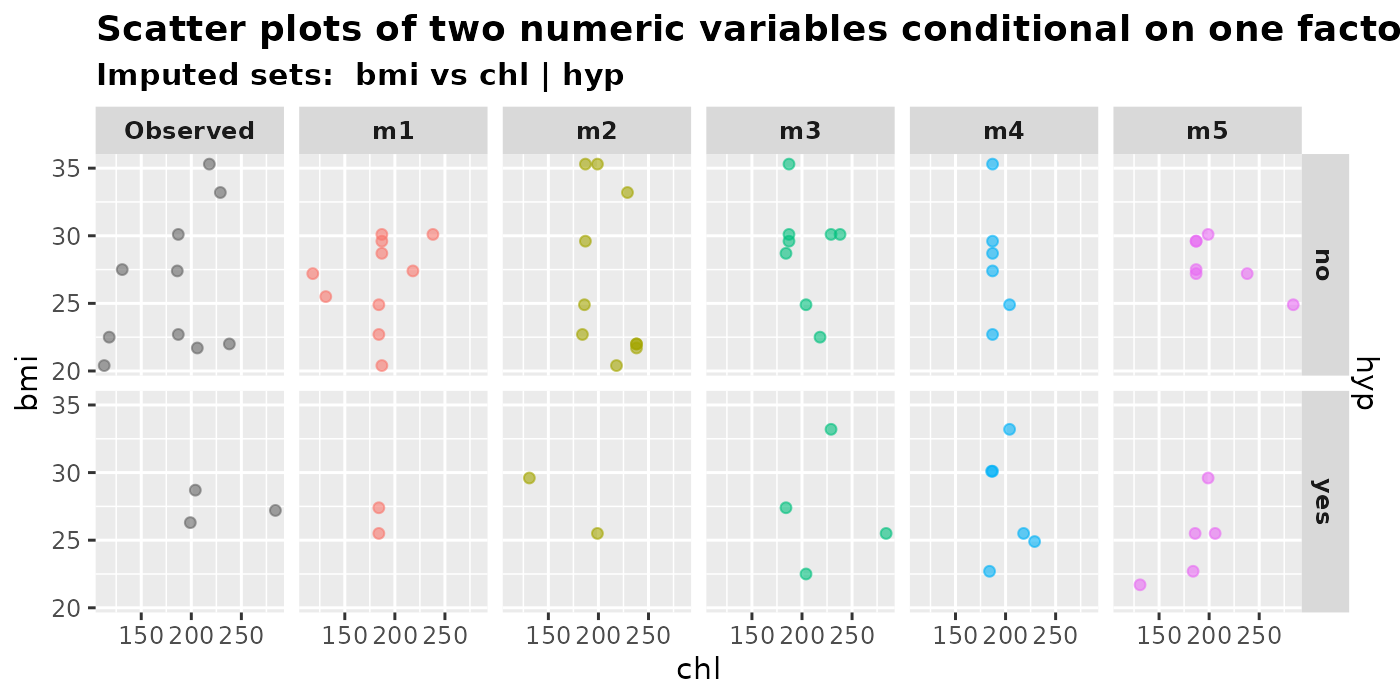 Scatter plots of two numeric variables conditional on one facto
Imputed sets:  bmi vs chl | hyp
Observed m1 m2 m3 m4 m5
35
30
25
20
no
bmi
hyp
35
30
25
20
yes
150 200 250 150 200 250 150 200 250 150 200 250 150 200 250 150 200 250
chl